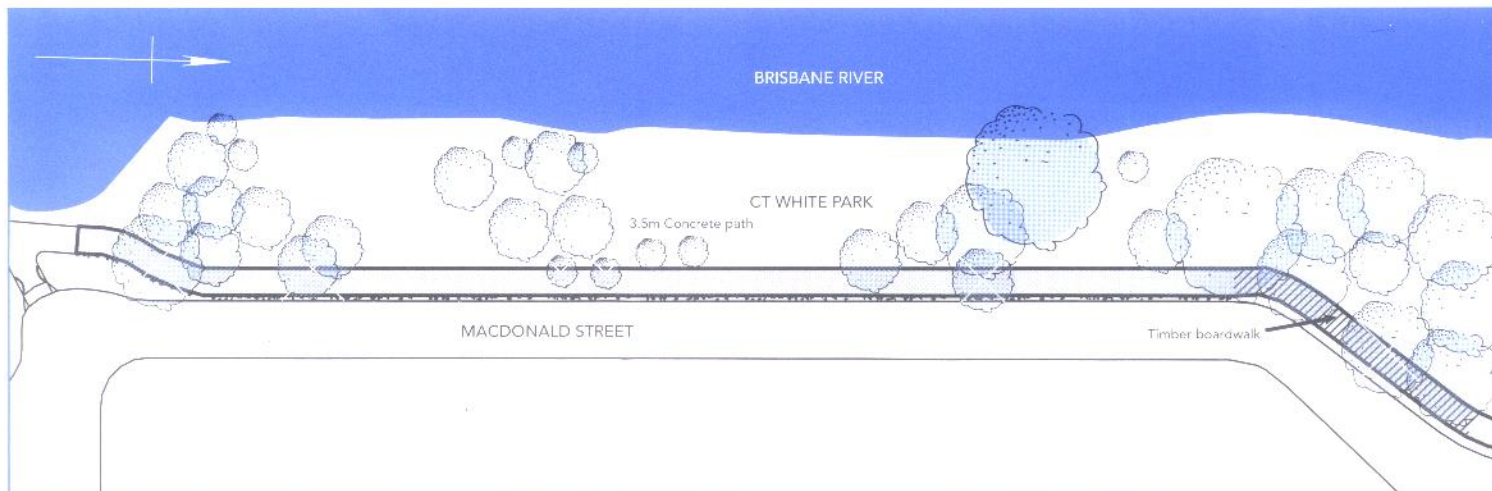 BRISBANE RIVER
CT WHITE PARK
3.5m Concrete path
MACDONALD STREET
Timber boardwalk